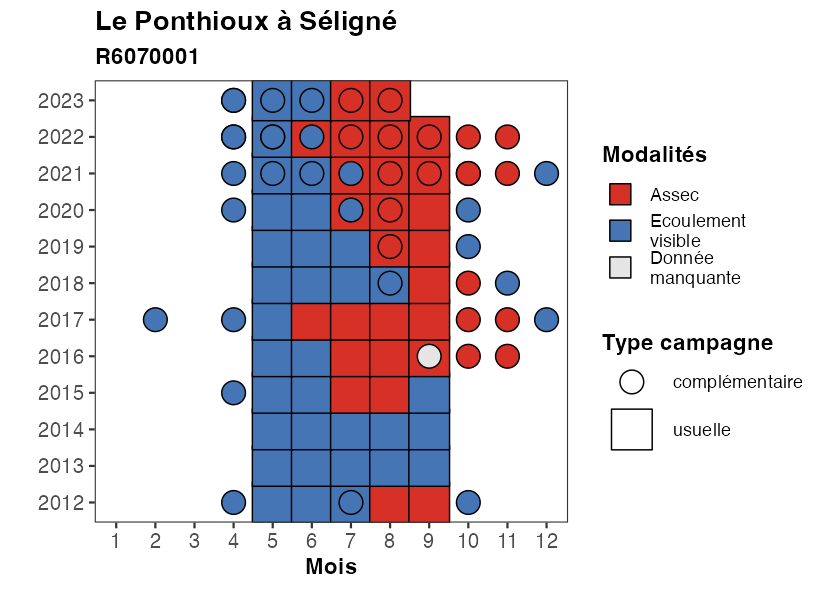 Le Ponthioux à Séligné
R6070001
2023
2022
2021
2020
2019
2018
2017
2016
2015
2014
2013
2012
1 2 3 4 5 6 7 8 9 10 11 12
Mois
Modalités
Assec
Ecoulement
visible
Donnée
manquante
Type campagne
complémentaire
usuelle